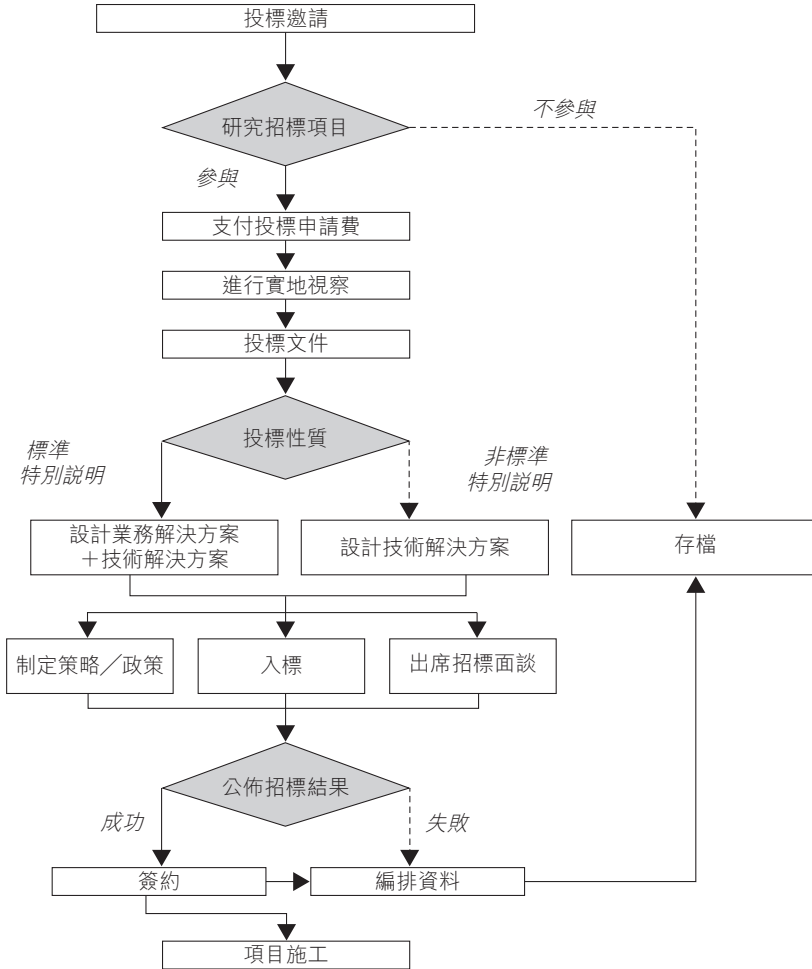 投標邀請
研究招標項目
不參與
參與
支付投標申請費
進行實地視察
投標文件
投標性質
標準
特別説明
非標準
特別説明
設計業務解決方案
＋技術解決方案
設計技術解決方案
存檔
制定策略／政策
入標
出席招標面談
公佈招標結果
成功
失敗
簽約
編排資料
項目施工